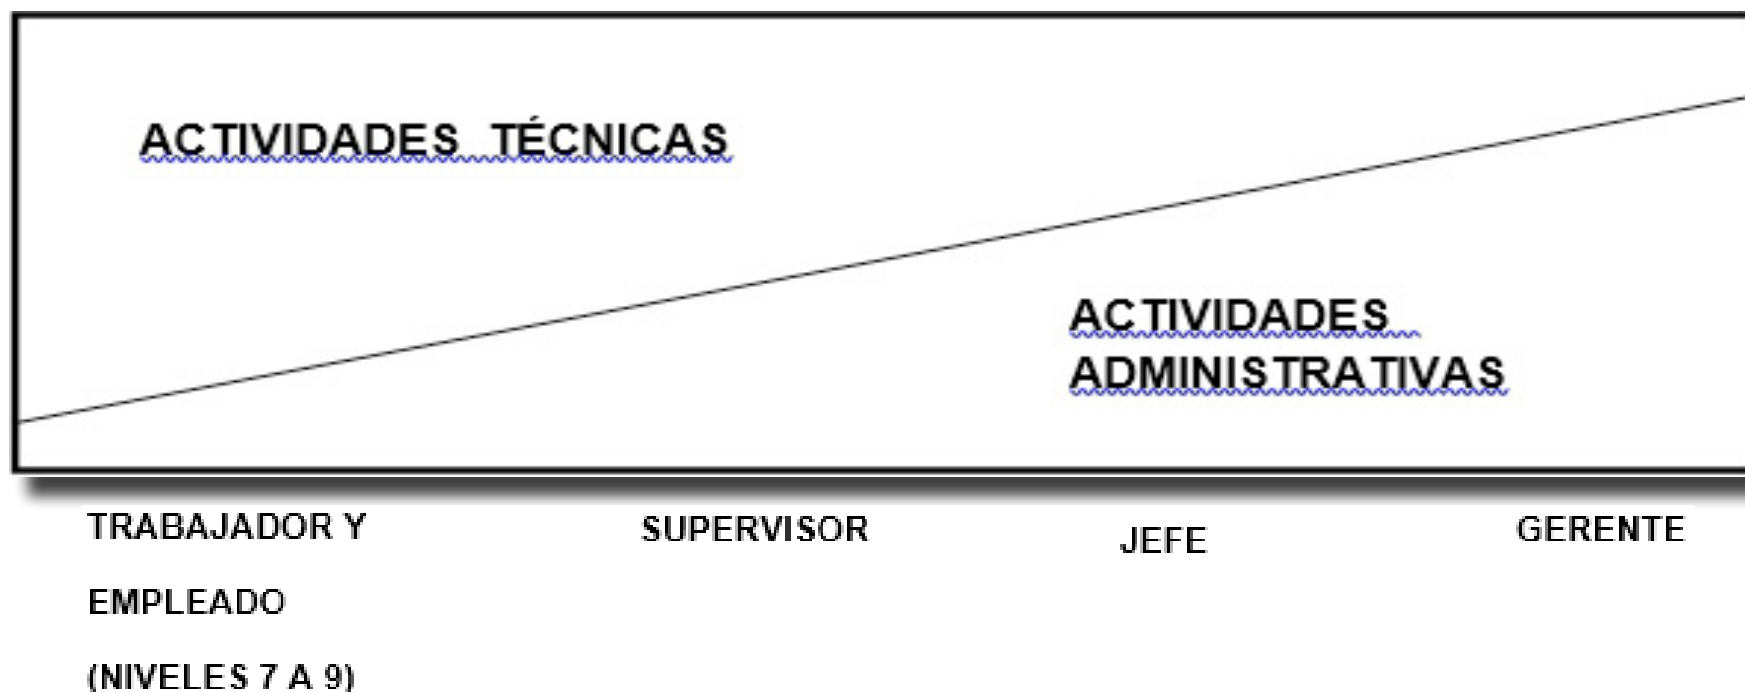 ACTIVIDADES TÉCNICAS
ACTIVIDADES
ADMINISTRATIVAS
TRABAJADOR Y
EMPLEADO
(NIVELES 7 A 9)
SUPERVISOR
JEFE
GERENTE